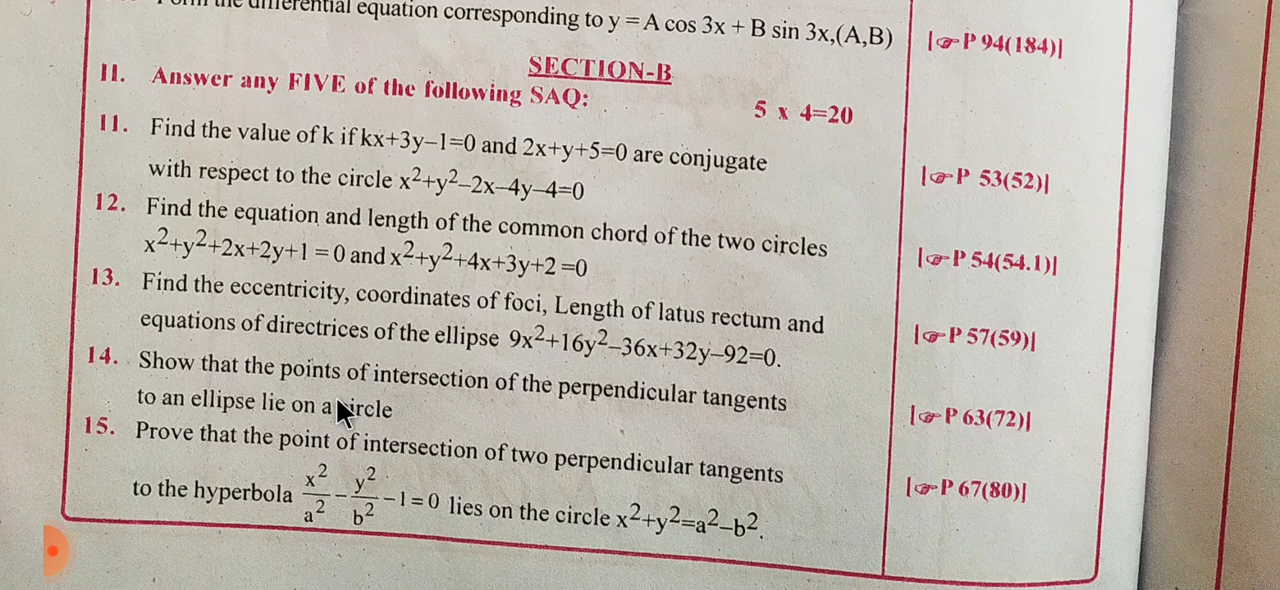 the differential equation corresponding to y = A cos 3x + B sin 3x,(A,B) |☞P 94(184)|
SECTION-B
II. Answer any FIVE of the following SAQ: 5 x 4=20
11. Find the value of k if kx+3y–1=0 and 2x+y+5=0 are conjugate
with respect to the circle x²+y²–2x–4y–4=0 |☞P 53(52)|
12. Find the equation and length of the common chord of the two circles
x²+y²+2x+2y+1 = 0 and x²+y²+4x+3y+2 =0 |☞P 54(54.1)|
13. Find the eccentricity, coordinates of foci, Length of latus rectum and
equations of directrices of the ellipse 9x²+16y²–36x+32y–92=0. |☞P 57(59)|
14. Show that the points of intersection of the perpendicular tangents
to an ellipse lie on a circle |☞P 63(72)|
15. Prove that the point of intersection of two perpendicular tangents
to the hyperbola x²/a² – y²/b² – 1 = 0 lies on the circle x²+y²=a²–b². |☞P 67(80)|